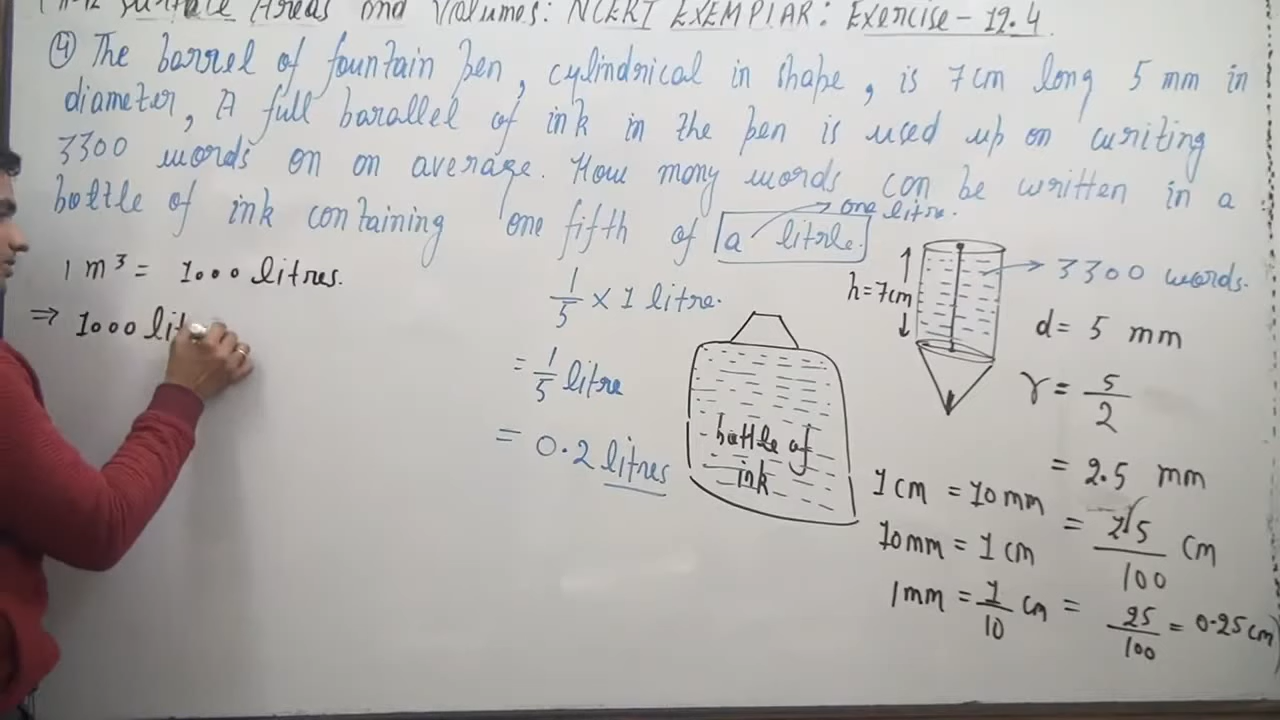 Surface Areas and Volumes: NCERT EXEMPLAR: Exercise - 12.4
(4) The barrel of fountain pen, cylindrical in shape, is 7cm long 5 mm in
diameter, A full barallel of ink in the pen is used up on writing
3300 words on on average. How many words can be written in a
bottle of ink containing one fifth of a litrle.
one litre.
1 m³ = 1000 litres.
⇒ 1000 lit
1/5 × 1 litre.
= 1/5 litre
= 0.2 litres
bottle of
ink
h=7cm
3300 words.
d = 5 mm
r = 5/2
= 2.5 mm
= 2.5/100 cm
= 25/100 = 0.25 cm
1 cm = 10 mm
10mm = 1 cm
1mm = 1/10 cm